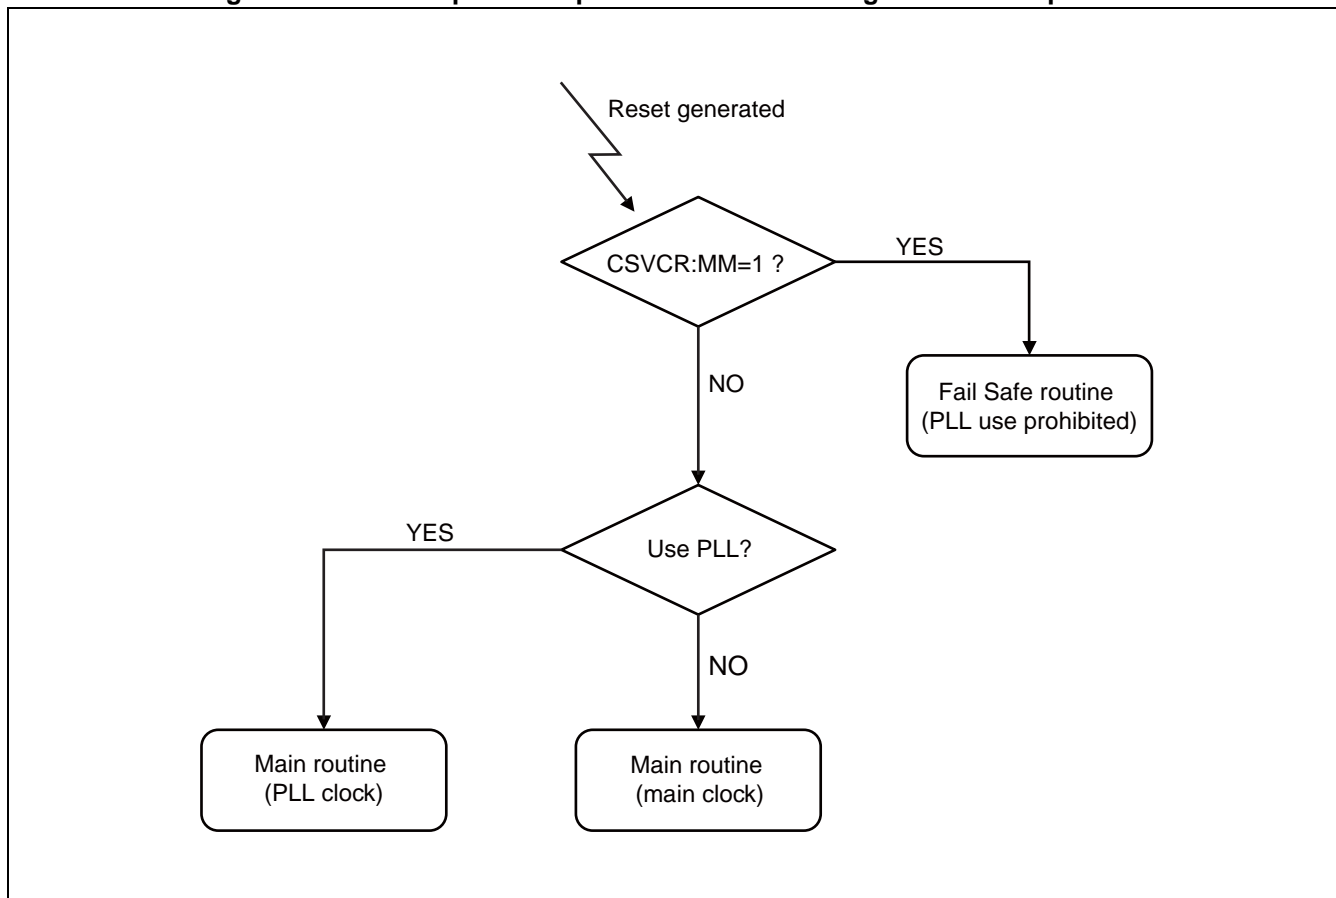 Reset generated
CSVCR:MM=1 ?
YES
NO
Fail Safe routine
(PLL use prohibited)
YES
Use PLL?
NO
Main routine
(PLL clock)
Main routine
(main clock)